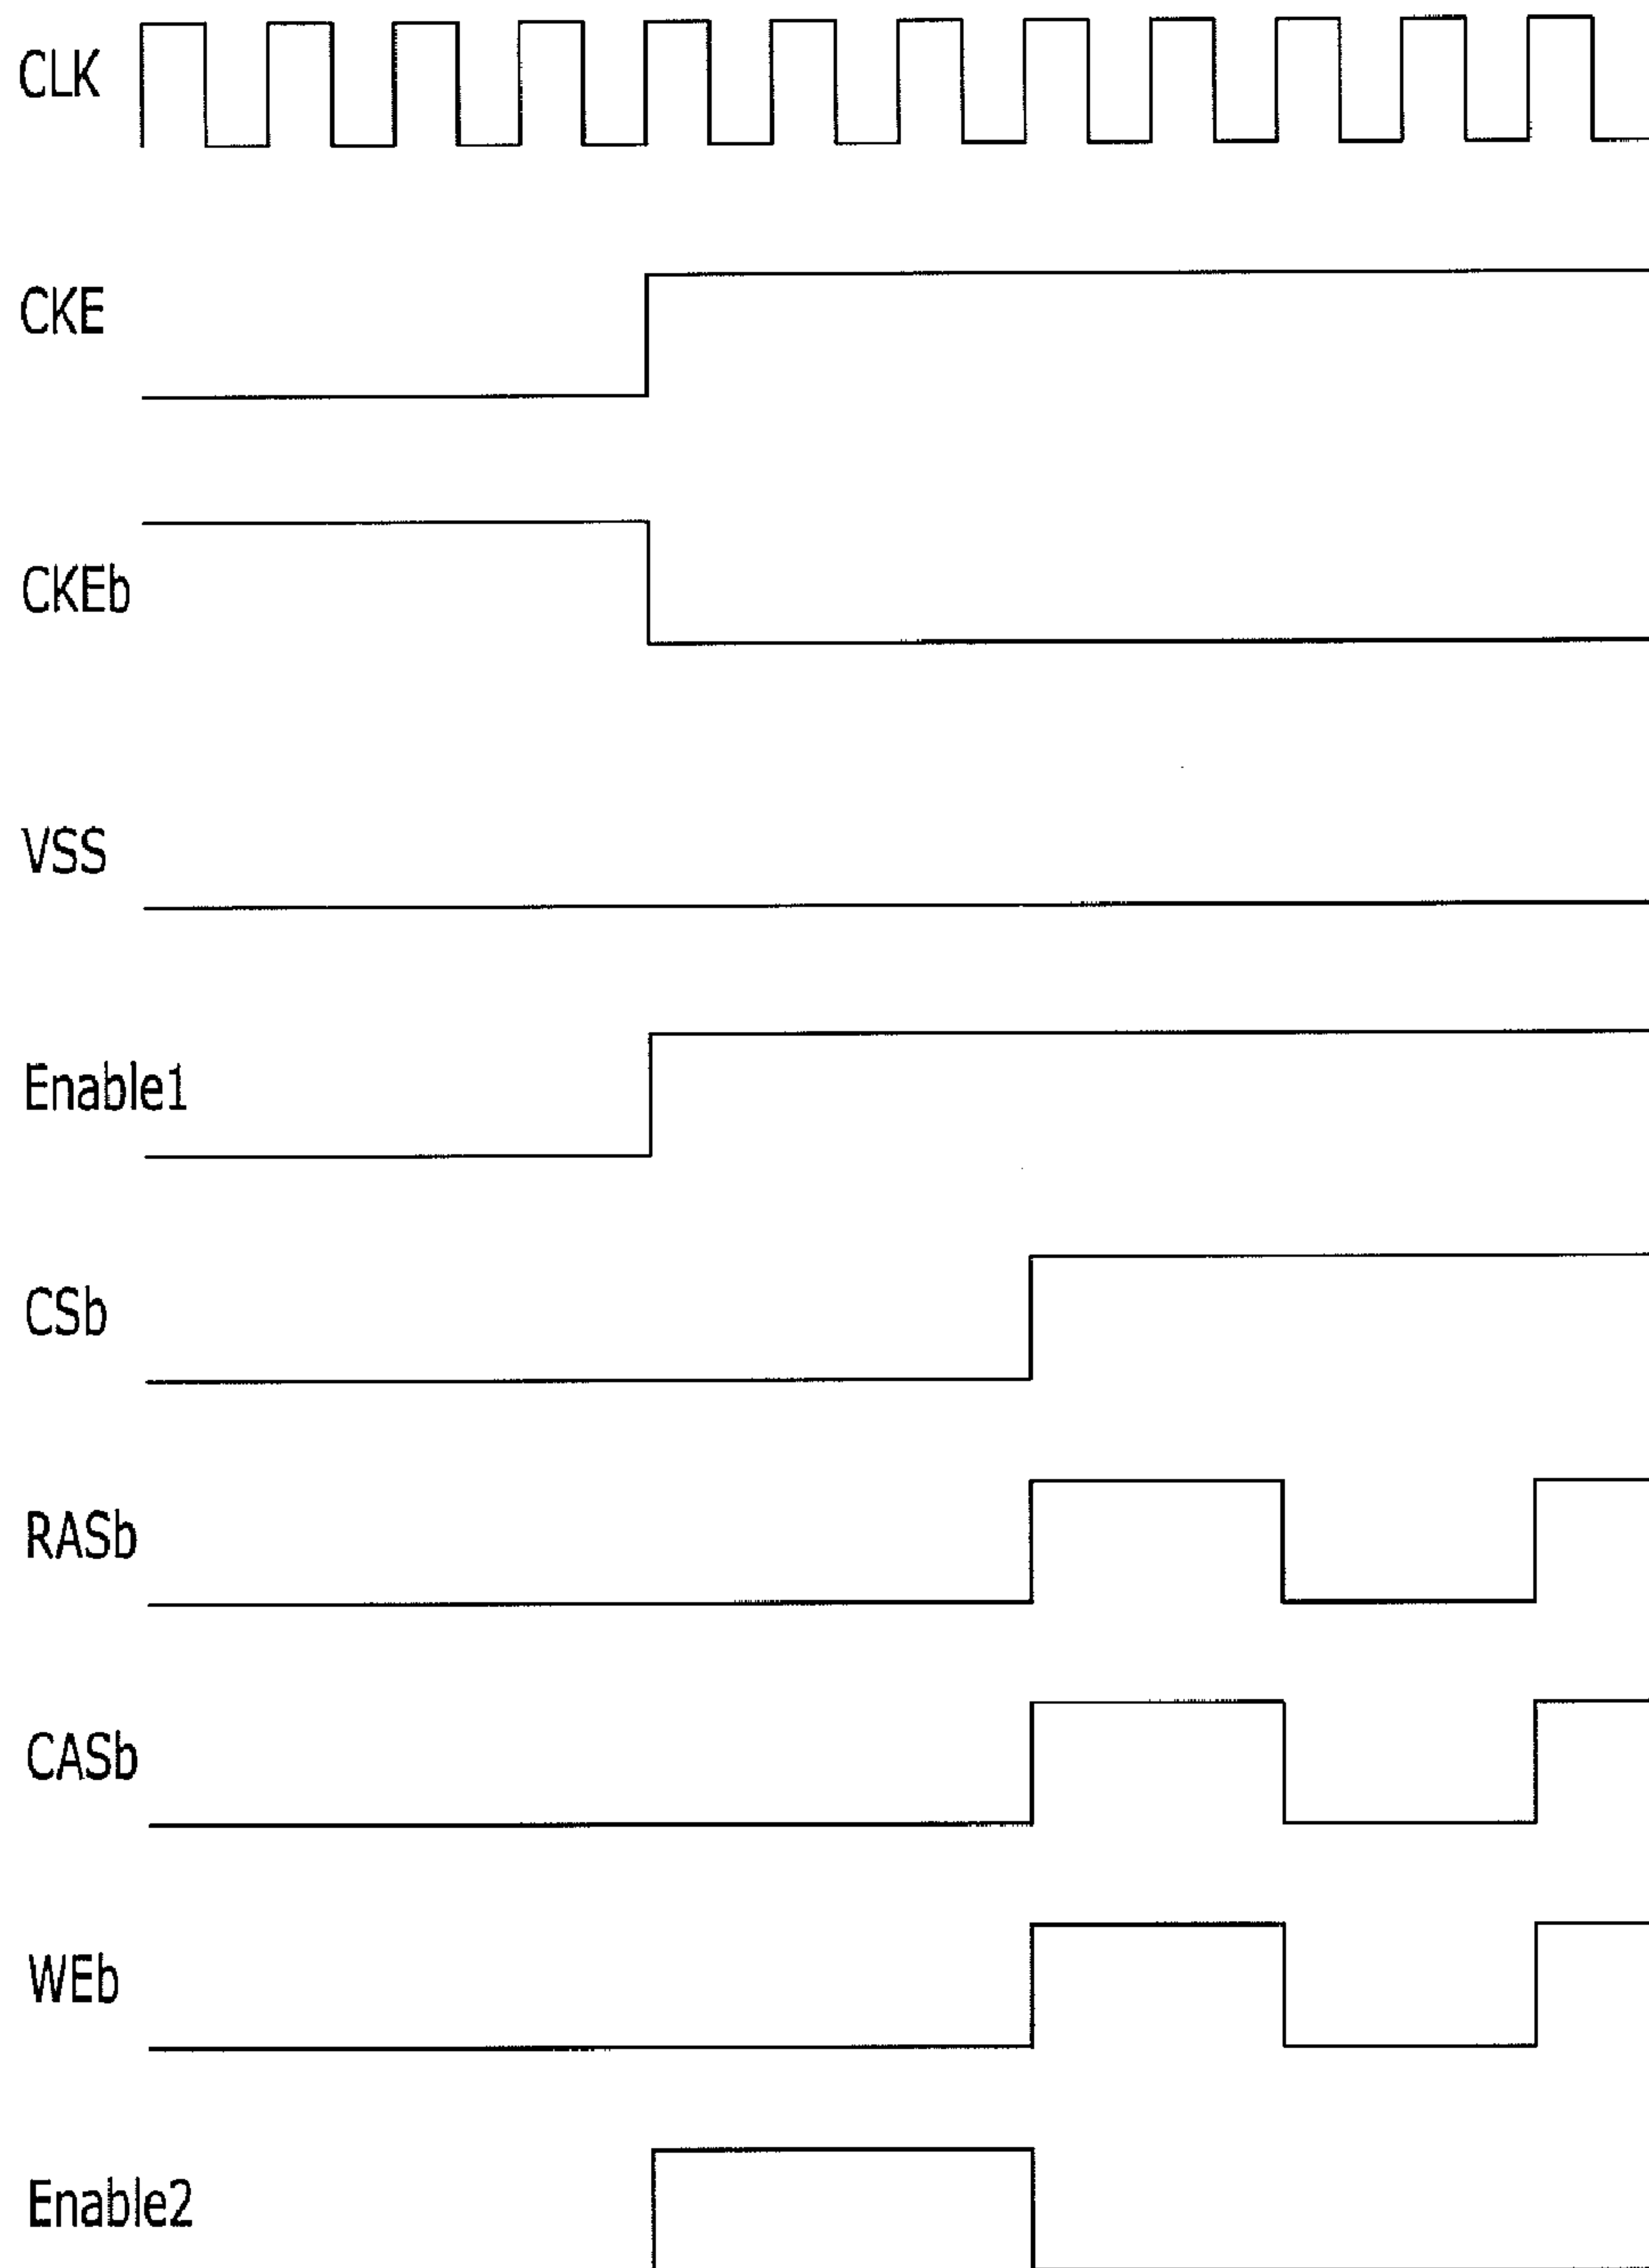 CLK
CKE
CKEb
VSS
Enable1
CSb
RASb
CASb
WEb
Enable2